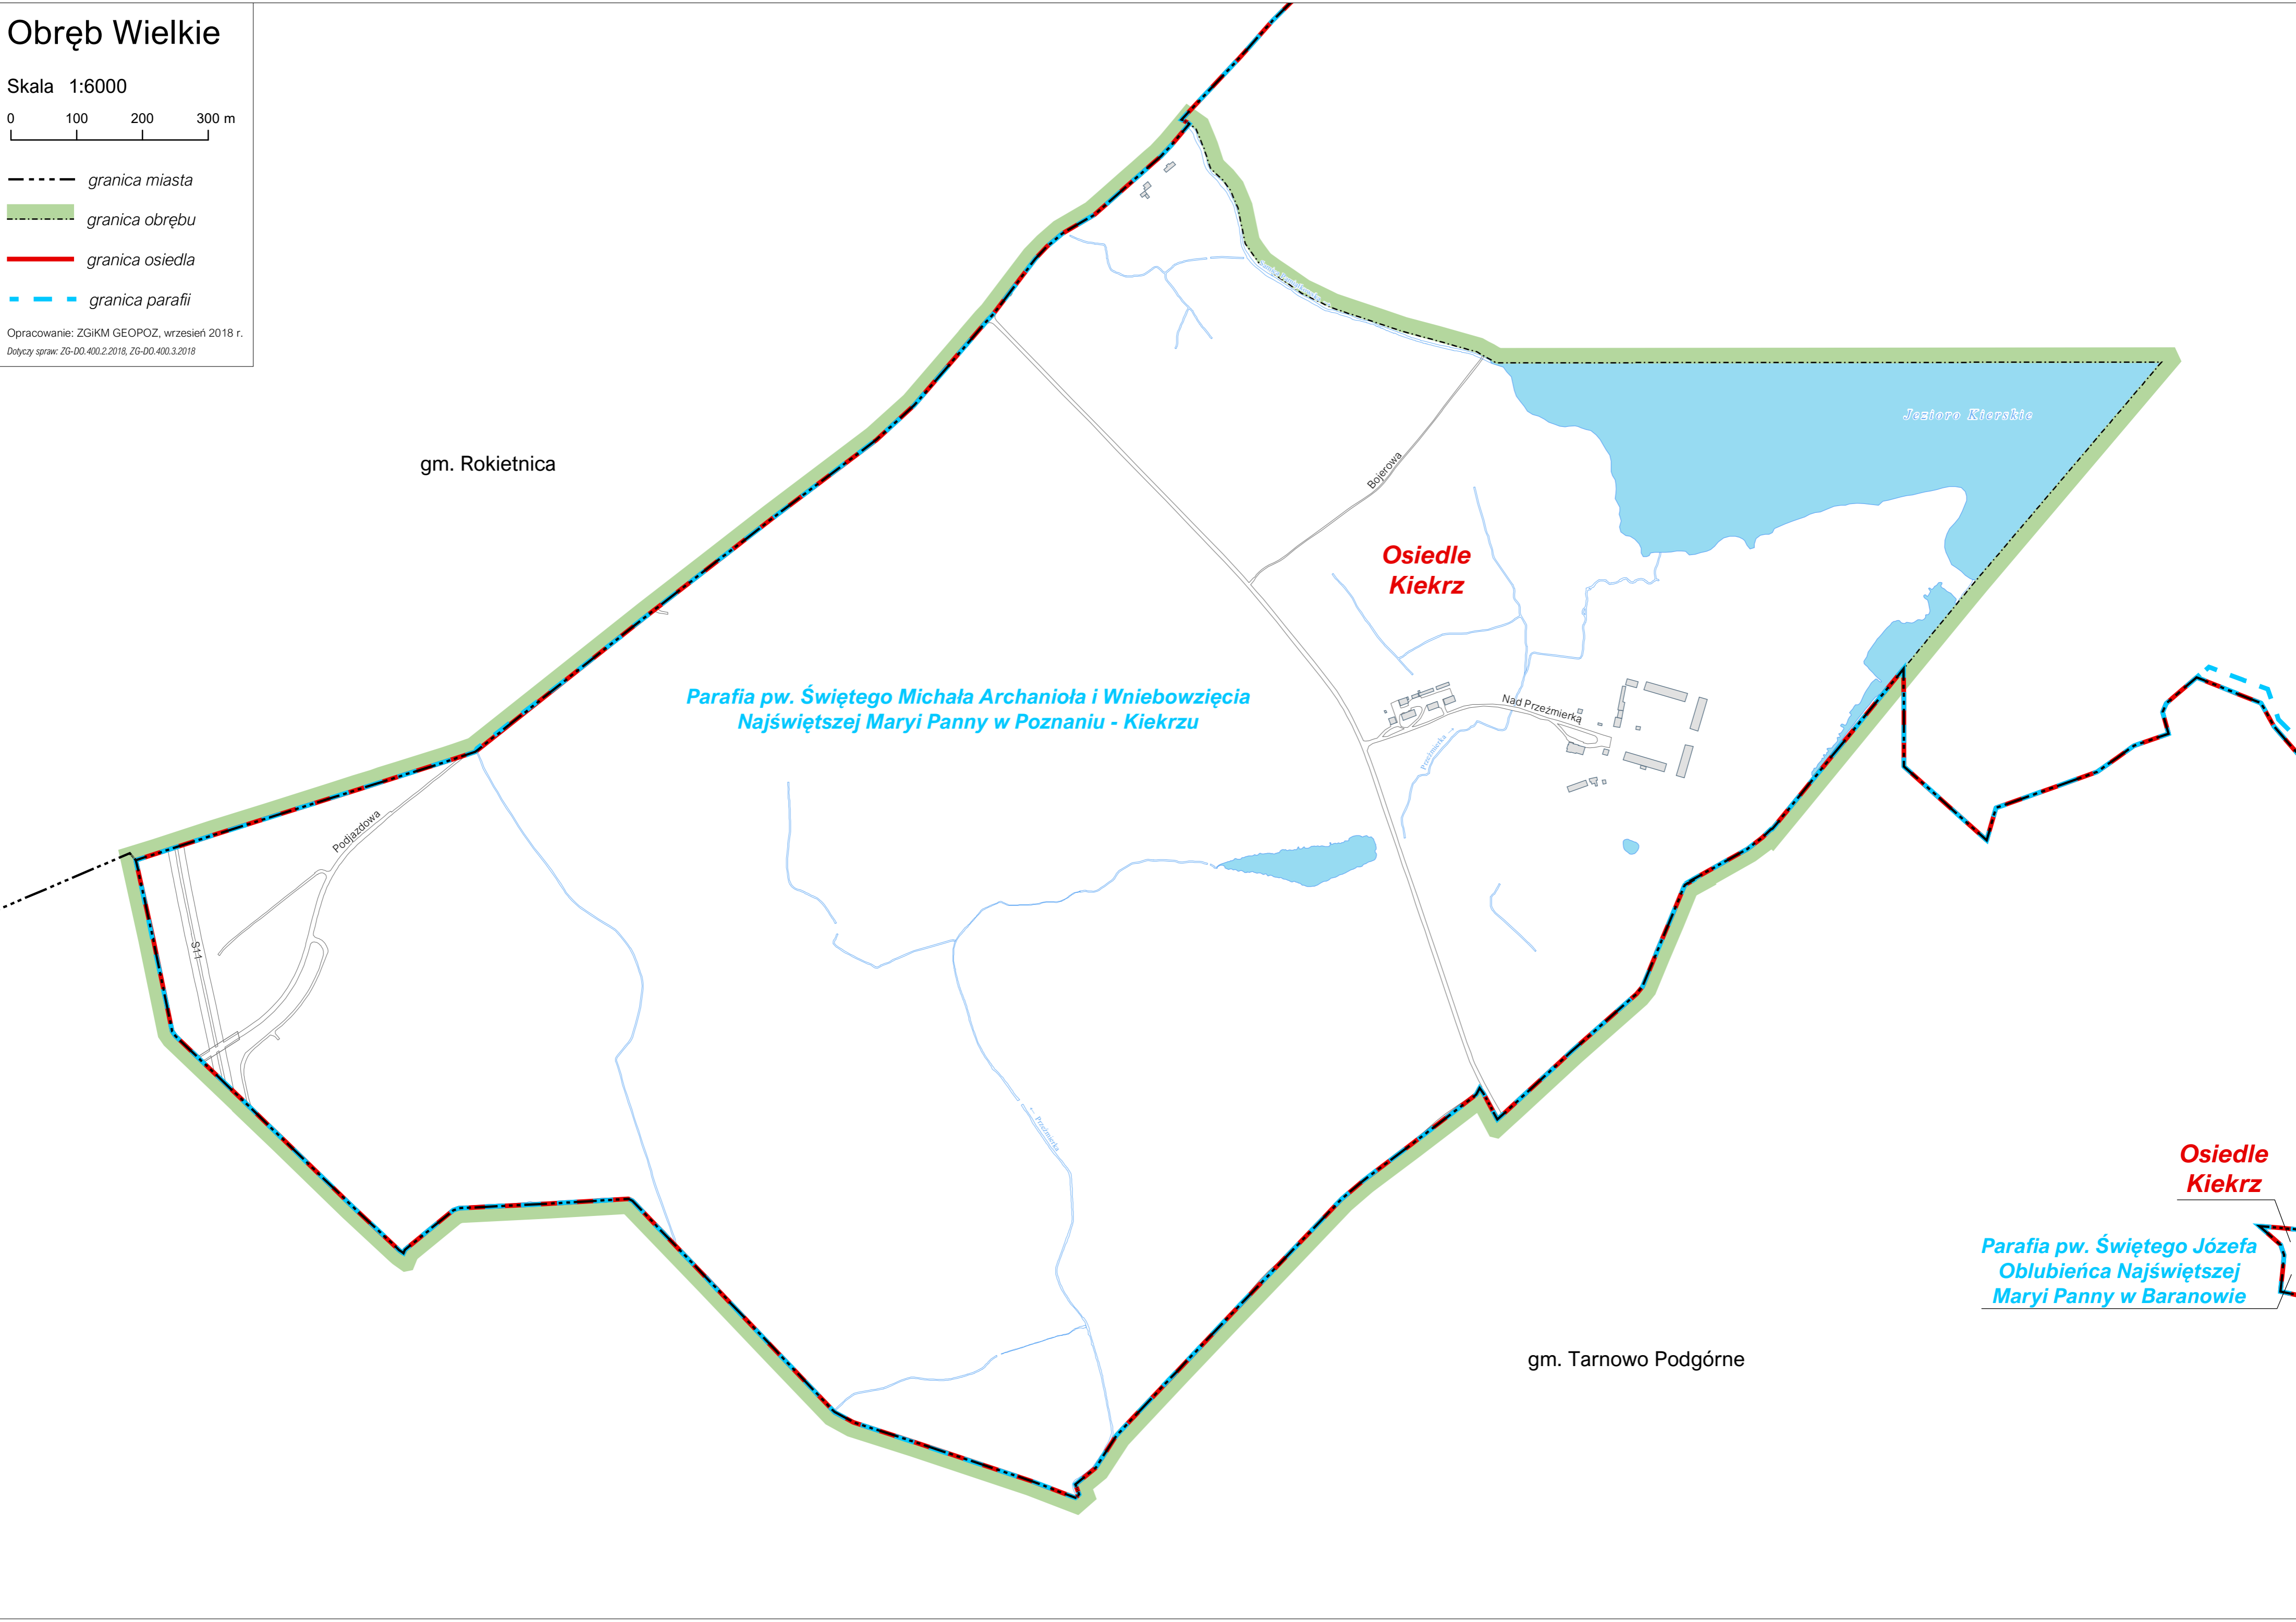 Obręb Wielkie
Skala 1:6000
0 100 200 300 m
granica miasta
granica obrębu
granica osiedla
granica parafii
Opracowanie: ZGiKM GEOPOZ, wrzesień 2018 r.
Dotyczy spraw: ZG-DO.400.2.2018, ZG-DO.400.3.2018
Jezioro Kierskie
gm. Rokietnica
Bojerowa
Osiedle
Kiekrz
Parafia pw. Świętego Michała Archanioła i Wniebowzięcia
Najświętszej Maryi Panny w Poznaniu - Kiekrzu
Nad Przeźmierką
Przeźmierka →
Podjazdowa
S11
← Przeźmierka
Osiedle
Kiekrz
Parafia pw. Świętego Józefa
Oblubieńca Najświętszej
Maryi Panny w Baranowie
gm. Tarnowo Podgórne